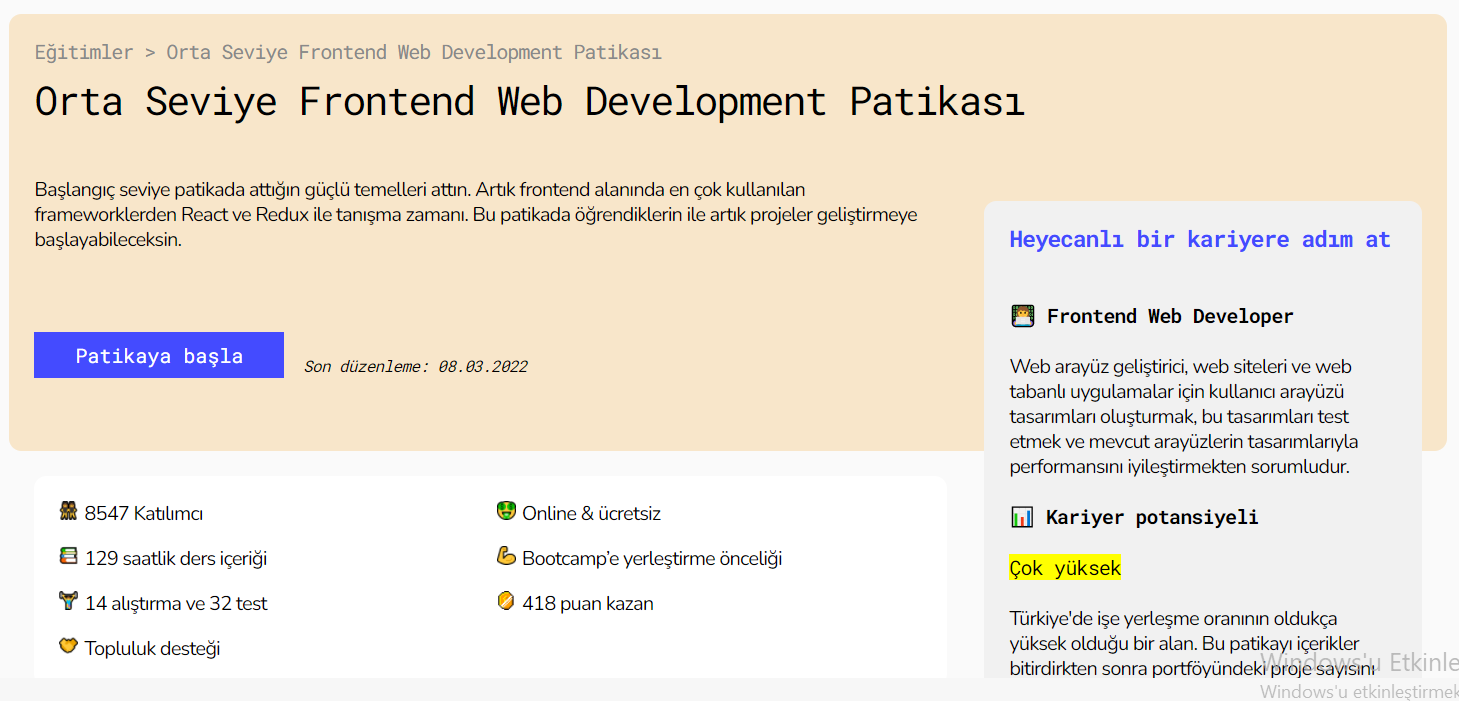 Eğitimler > Orta Seviye Frontend Web Development Patikası
Orta Seviye Frontend Web Development Patikası
Başlangıç seviye patikada attığın güçlü temelleri attın. Artık frontend alanında en çok kullanılan
frameworklerden React ve Redux ile tanışma zamanı. Bu patikada öğrendiklerin ile artık projeler geliştirmeye
başlayabileceksin.
Patikaya başla
Son düzenleme: 08.03.2022
8547 Katılımcı
129 saatlik ders içeriği
14 alıştırma ve 32 test
Topluluk desteği
Online & ücretsiz
Bootcamp’e yerleştirme önceliği
418 puan kazan
Heyecanlı bir kariyere adım at
Frontend Web Developer
Web arayüz geliştirici, web siteleri ve web
tabanlı uygulamalar için kullanıcı arayüzü
tasarımları oluşturmak, bu tasarımları test
etmek ve mevcut arayüzlerin tasarımlarıyla
performansını iyileştirmekten sorumludur.
Kariyer potansiyeli
Çok yüksek
Türkiye'de işe yerleşme oranının oldukça
yüksek olduğu bir alan. Bu patikayı içerikler
bitirdirkten sonra portföyündeki proje sayısını
Windows'u Etkinle
Windows'u etkinleştirmek